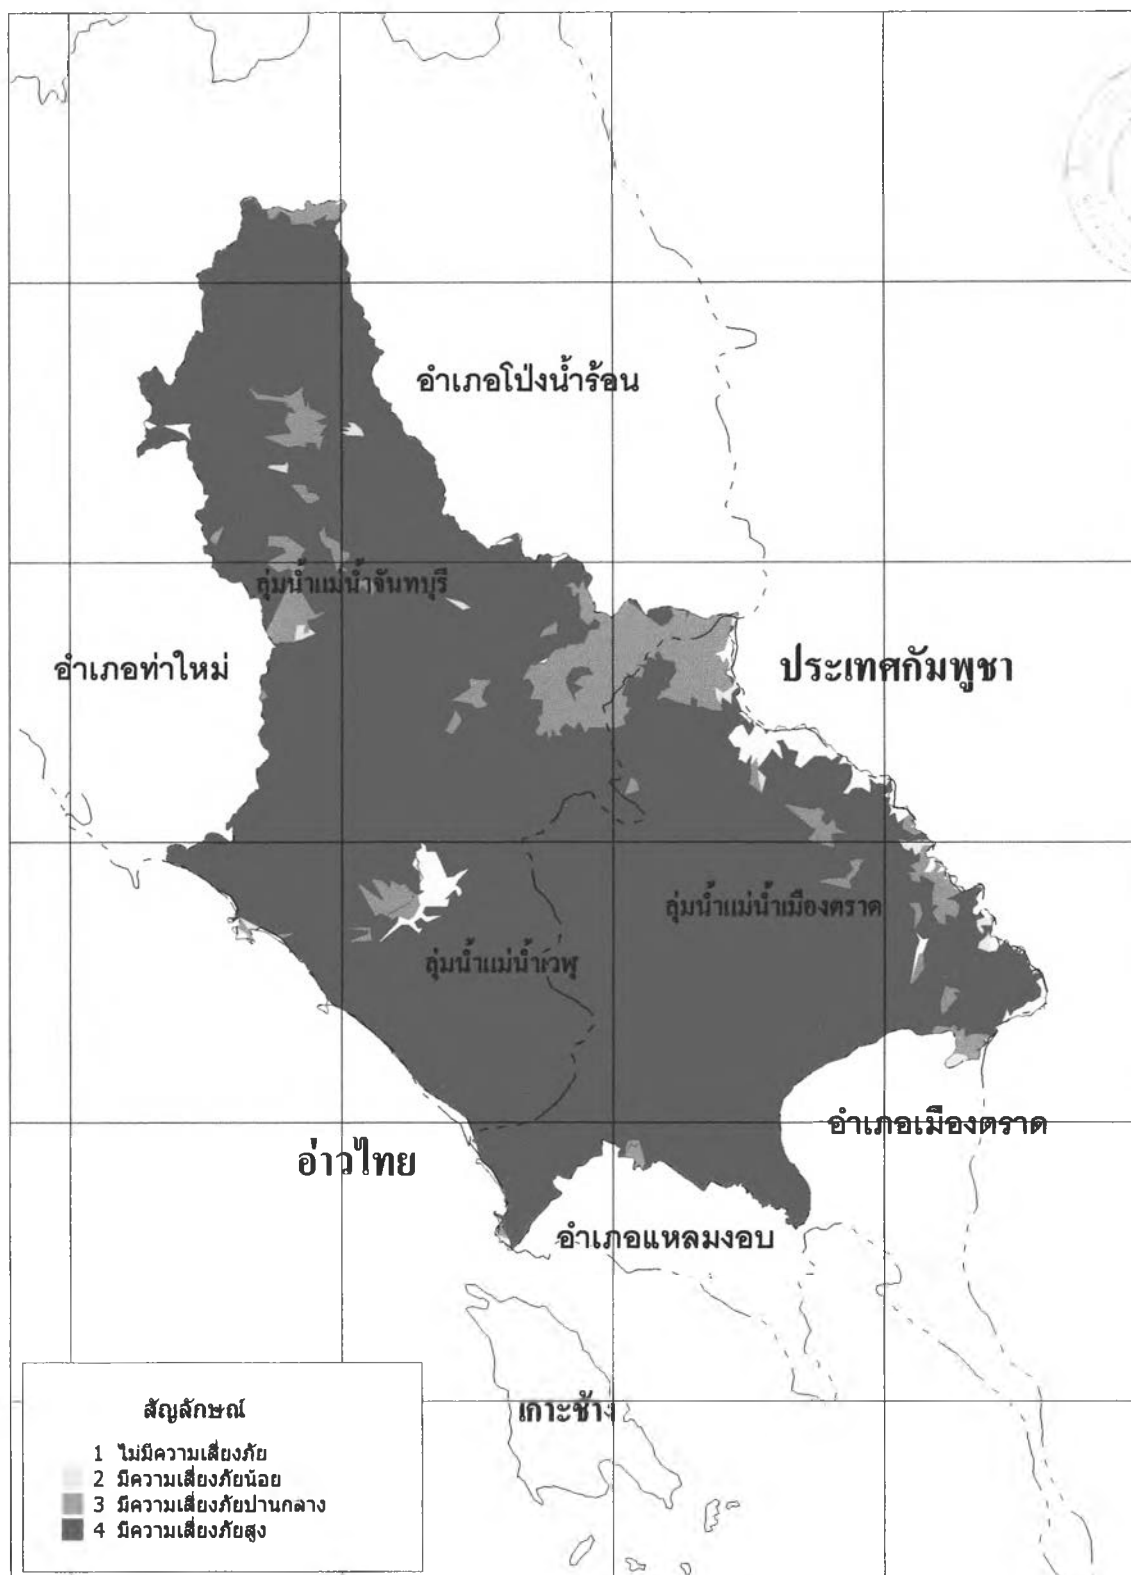 อำเภอโป่งน้ำร้อน
ลุ่มน้ำแม่น้ำจันทบุรี
อำเภอท่าใหม่
ประเทศกัมพูชา
ลุ่มน้ำแม่น้ำเมืองตราด
ลุ่มน้ำแม่น้ำเวฬุ
อำเภอเมืองตราด
อ่าวไทย
อำเภอแหลมงอบ
เกาะช้าง
สัญลักษณ์
1 ไม่มีความเสี่ยงภัย
2 มีความเสี่ยงภัยน้อย
3 มีความเสี่ยงภัยปานกลาง
4 มีความเสี่ยงภัยสูง